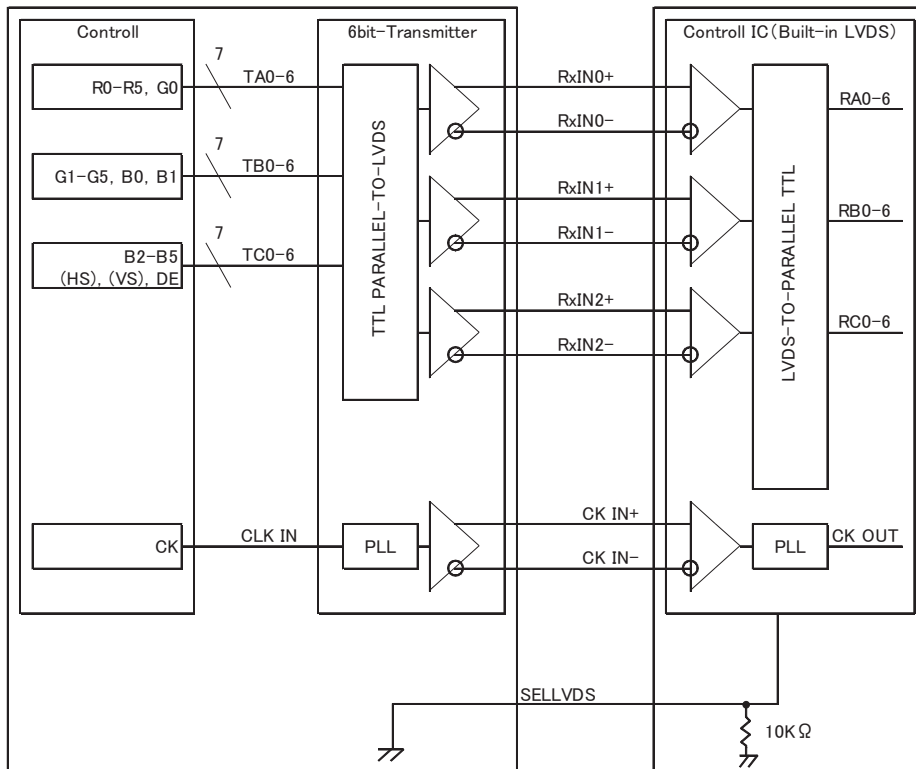 Controll
6bit-Transmitter
Controll IC(Built-in LVDS)
7
R0-R5, G0
TA0-6
RxIN0+
RxIN0-
RA0-6
7
G1-G5, B0, B1
TB0-6
RxIN1+
RxIN1-
RB0-6
7
B2-B5
(HS), (VS), DE
TC0-6
RxIN2+
RxIN2-
RC0-6
TTL PARALLEL-TO-LVDS
LVDS-TO-PARALLEL TTL
CK
CLK IN
PLL
CK IN+
CK IN-
PLL
CK OUT
SELLVDS
10KΩ